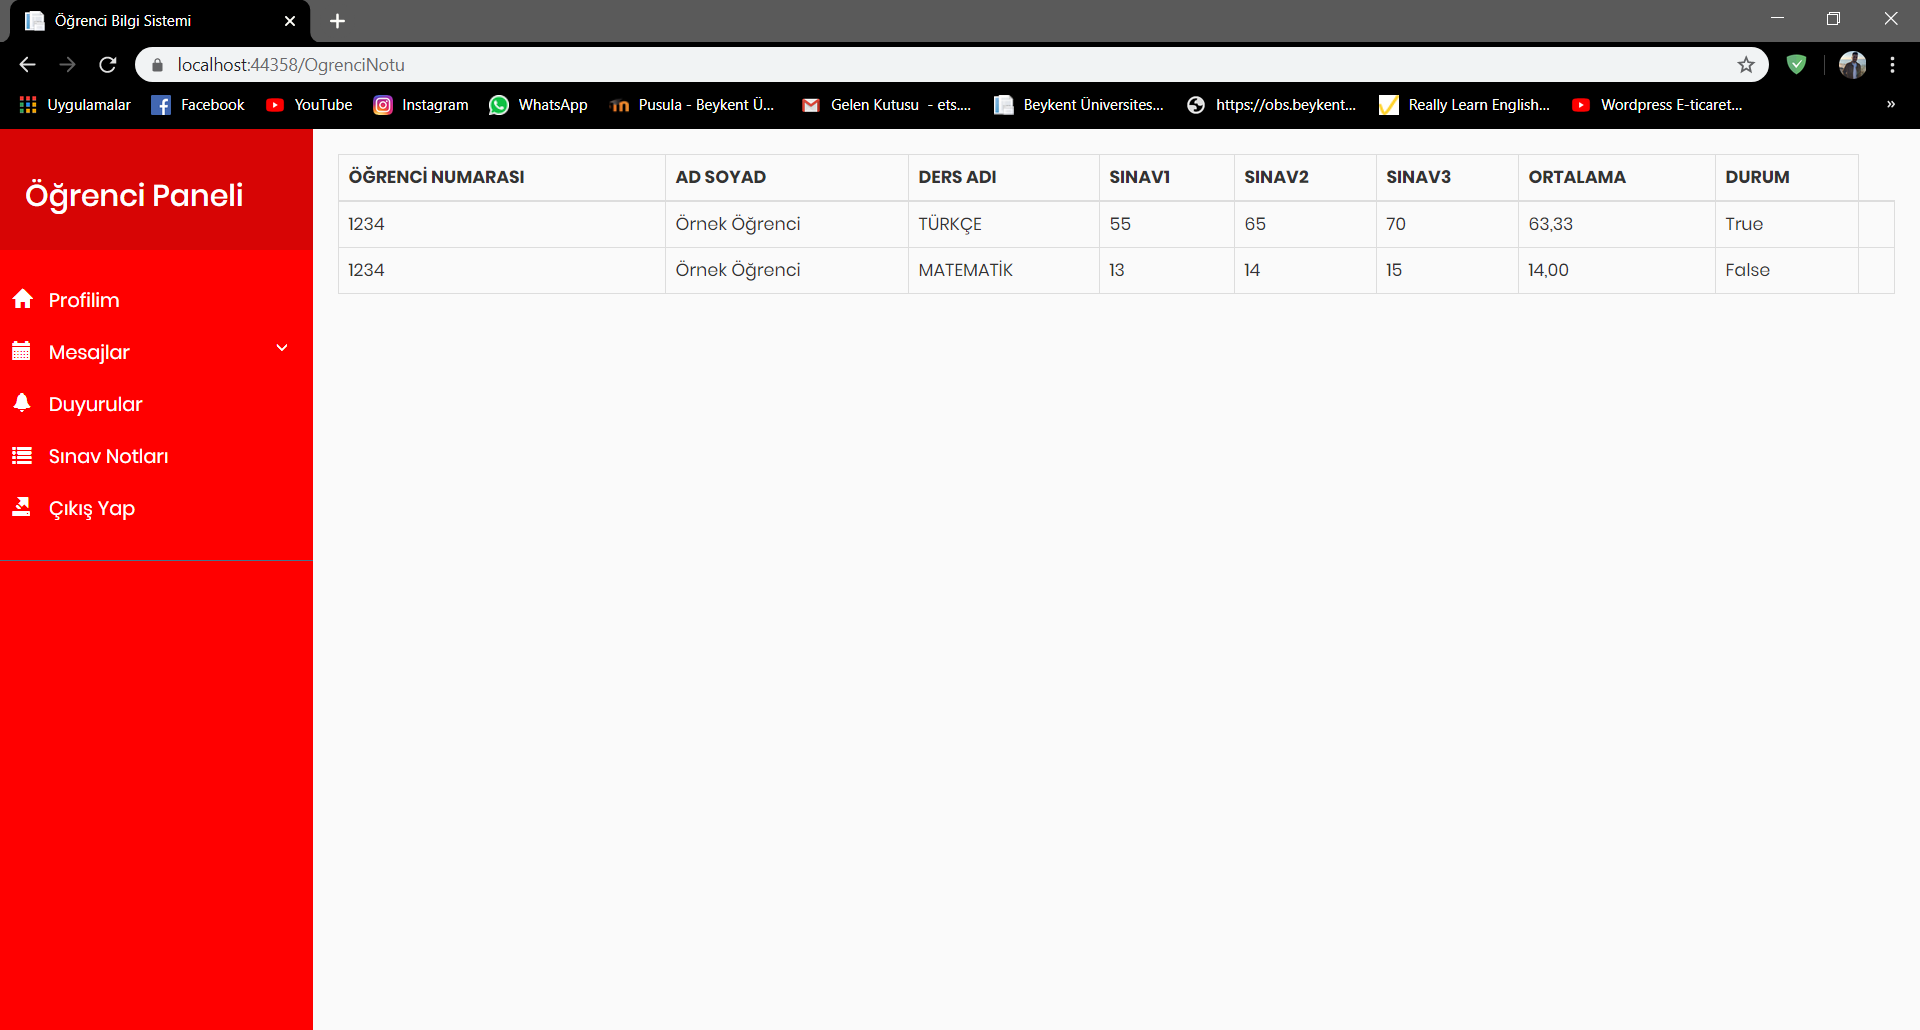 Öğrenci Bilgi Sistemi
localhost:44358/OgrenciNotu
Uygulamalar Facebook YouTube Instagram WhatsApp Pusula - Beykent Ü... Gelen Kutusu - ets.... Beykent Üniversites... https://obs.beykent... Really Learn English... Wordpress E-ticaret... »
Öğrenci Paneli
Profilim
Mesajlar
Duyurular
Sınav Notları
Çıkış Yap
ÖĞRENCİ NUMARASI AD SOYAD DERS ADI SINAV1 SINAV2 SINAV3 ORTALAMA DURUM
1234 Örnek Öğrenci TÜRKÇE 55 65 70 63,33 True
1234 Örnek Öğrenci MATEMATİK 13 14 15 14,00 False